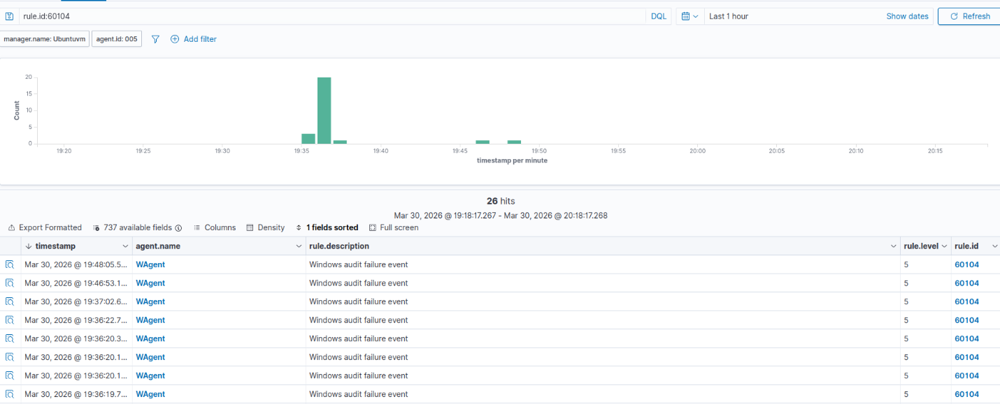 rule.id:60104 DQL Last 1 hour Show dates Refresh
manager.name: Ubuntuvm agent.id: 005 Add filter
20
15
10
5
0
Count
19:20 19:25 19:30 19:35 19:40 19:45 19:50 19:55 20:00 20:05 20:10 20:15
timestamp per minute
26 hits
Mar 30, 2026 @ 19:18:17.267 - Mar 30, 2026 @ 20:18:17.268
Export Formatted 737 available fields Columns Density 1 fields sorted Full screen
timestamp agent.name rule.description rule.level rule.id
Mar 30, 2026 @ 19:48:05.5... WAgent Windows audit failure event 5 60104
Mar 30, 2026 @ 19:46:53.1... WAgent Windows audit failure event 5 60104
Mar 30, 2026 @ 19:37:02.6... WAgent Windows audit failure event 5 60104
Mar 30, 2026 @ 19:36:22.7... WAgent Windows audit failure event 5 60104
Mar 30, 2026 @ 19:36:20.3... WAgent Windows audit failure event 5 60104
Mar 30, 2026 @ 19:36:20.1... WAgent Windows audit failure event 5 60104
Mar 30, 2026 @ 19:36:20.1... WAgent Windows audit failure event 5 60104
Mar 30, 2026 @ 19:36:19.7... WAgent Windows audit failure event 5 60104